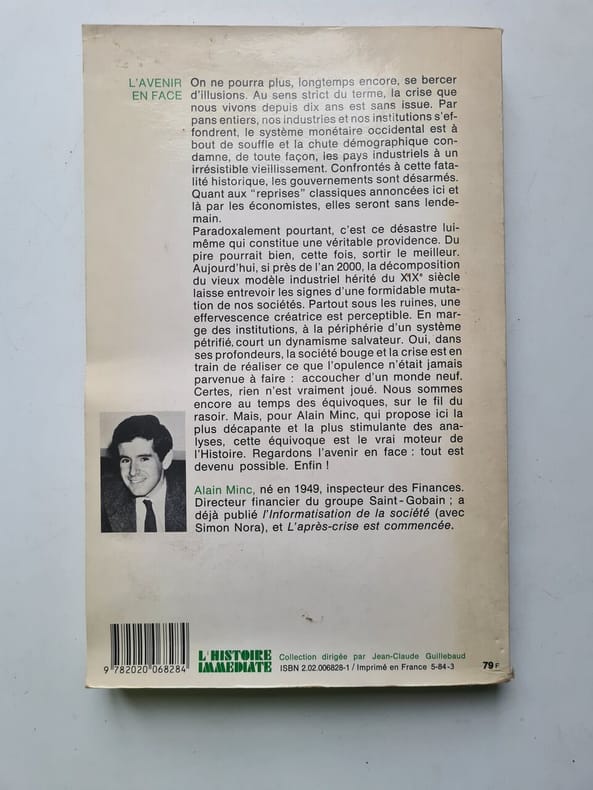 L'AVENIR
EN FACE
On ne pourra plus, longtemps encore, se bercer
d'illusions. Au sens strict du terme, la crise que
nous vivons depuis dix ans est sans issue. Par
pans entiers, nos industries et nos institutions s'ef-
fondrent, le système monétaire occidental est à
bout de souffle et la chute démographique con-
damne, de toute façon, les pays industriels à un
irrésistible vieillissement. Confrontés à cette fata-
lité historique, les gouvernements sont désarmés.
Quant aux "reprises" classiques annoncées ici et
là par les économistes, elles seront sans lende-
main.
Paradoxalement pourtant, c'est ce désastre lui-
même qui constitue une véritable providence. Du
pire pourrait bien, cette fois, sortir le meilleur.
Aujourd'hui, si près de l'an 2000, la décomposition
du vieux modèle industriel hérité du XIXe siècle
laisse entrevoir les signes d'une formidable muta-
tion de nos sociétés. Partout sous les ruines, une
effervescence créatrice est perceptible. En mar-
ge des institutions, à la périphérie d'un système
pétrifié, court un dynamisme salvateur. Oui, dans
ses profondeurs, la société bouge et la crise est en
train de réaliser ce que l'opulence n'était jamais
parvenue à faire : accoucher d'un monde neuf.
Certes, rien n'est vraiment joué. Nous sommes
encore au temps des équivoques, sur le fil du
rasoir. Mais, pour Alain Minc, qui propose ici la
plus décapante et la plus stimulante des ana-
lyses, cette équivoque est le vrai moteur de
l'Histoire. Regardons l'avenir en face : tout est
devenu possible. Enfin !
Alain Minc, né en 1949, inspecteur des Finances.
Directeur financier du groupe Saint-Gobain ; a
déjà publié l'Informatisation de la société (avec
Simon Nora), et L'après-crise est commencée.
9 782020 068284
L'HISTOIRE
IMMEDIATE
Collection dirigée par Jean-Claude Guillebaud
ISBN 2.02.006828-1 / Imprimé en France 5-84-3
79 F